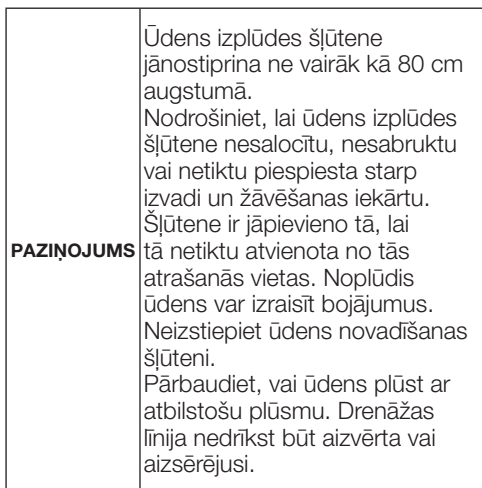 Ūdens izplūdes šļūtene
jānostiprina ne vairāk kā 80 cm
augstumā.
Nodrošiniet, lai ūdens izplūdes
šļūtene nesalocītu, nesabruktu
vai netiktu piespiesta starp
izvadi un žāvēšanas iekārtu.
Šļūtene ir jāpievieno tā, lai
PAZIŅOJUMS tā netiktu atvienota no tās
atrašanās vietas. Noplūdis
ūdens var izraisīt bojājumus.
Neizstiepiet ūdens novadīšanas
šļūteni.
Pārbaudiet, vai ūdens plūst ar
atbilstošu plūsmu. Drenāžas
līnija nedrīkst būt aizvērta vai
aizsērējusi.